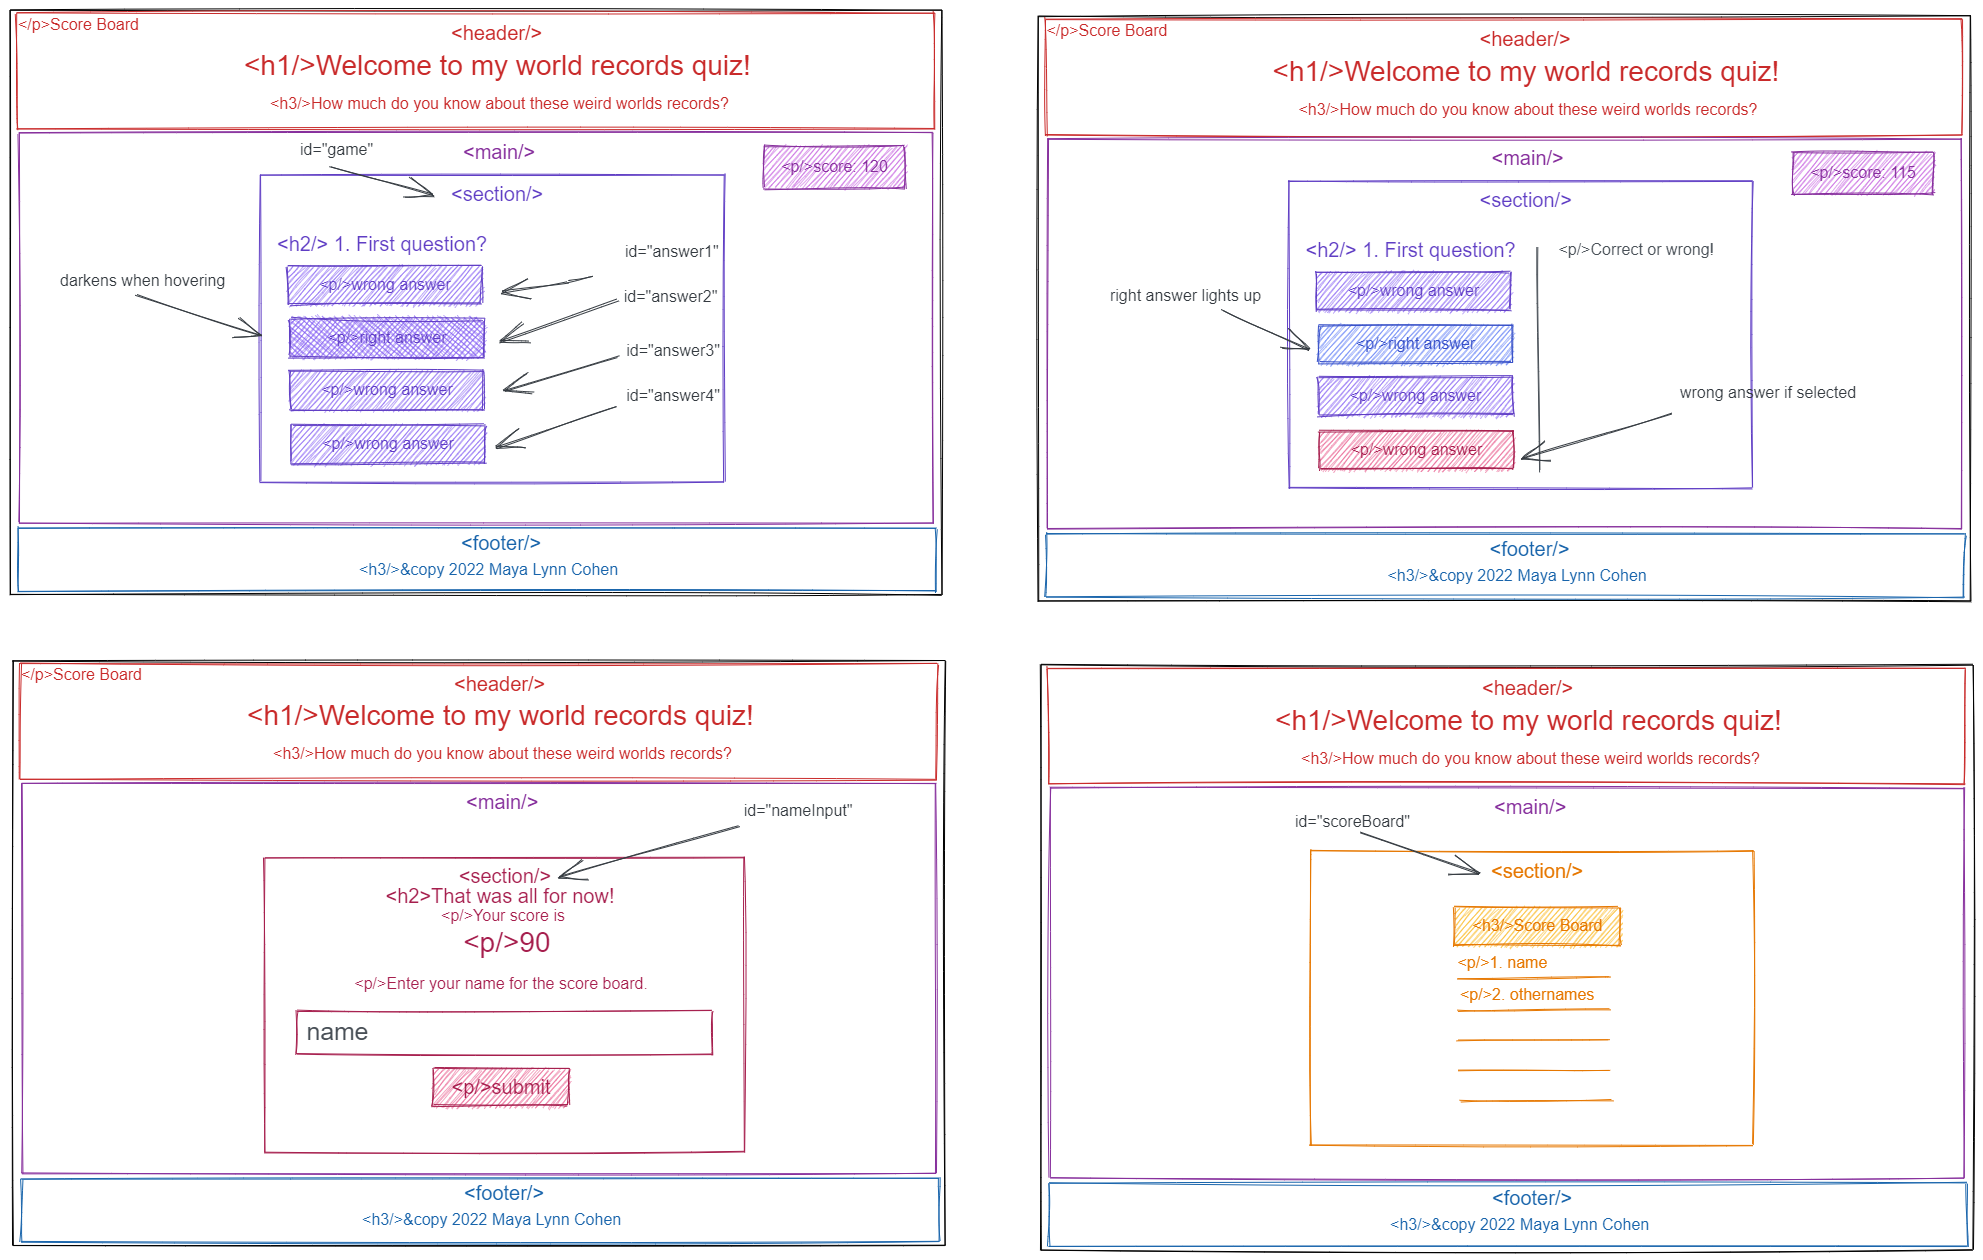 </p>Score Board
<header/>
<h1/>Welcome to my world records quiz!
<h3/>How much do you know about these weird worlds records?
id="game"
<main/>
<p/>score: 120
<section/>
<h2/> 1. First question?
id="answer1"
darkens when hovering
<p/>wrong answer
id="answer2"
<p/>right answer
id="answer3"
<p/>wrong answer
id="answer4"
<p/>wrong answer
<footer/>
<h3/>&copy 2022 Maya Lynn Cohen
</p>Score Board
<header/>
<h1/>Welcome to my world records quiz!
<h3/>How much do you know about these weird worlds records?
<main/>
<p/>score: 115
<section/>
<h2/> 1. First question?
<p/>Correct or wrong!
<p/>wrong answer
right answer lights up
<p/>right answer
<p/>wrong answer
wrong answer if selected
<p/>wrong answer
<footer/>
<h3/>&copy 2022 Maya Lynn Cohen
</p>Score Board
<header/>
<h1/>Welcome to my world records quiz!
<h3/>How much do you know about these weird worlds records?
<main/>
id="nameInput"
<section/>
<h2>That was all for now!
<p/>Your score is
<p/>90
<p/>Enter your name for the score board.
name
<p/>submit
<footer/>
<h3/>&copy 2022 Maya Lynn Cohen
<header/>
<h1/>Welcome to my world records quiz!
<h3/>How much do you know about these weird worlds records?
<main/>
id="scoreBoard"
<section/>
<h3/>Score Board
<p/>1. name
<p/>2. othernames
<footer/>
<h3/>&copy 2022 Maya Lynn Cohen